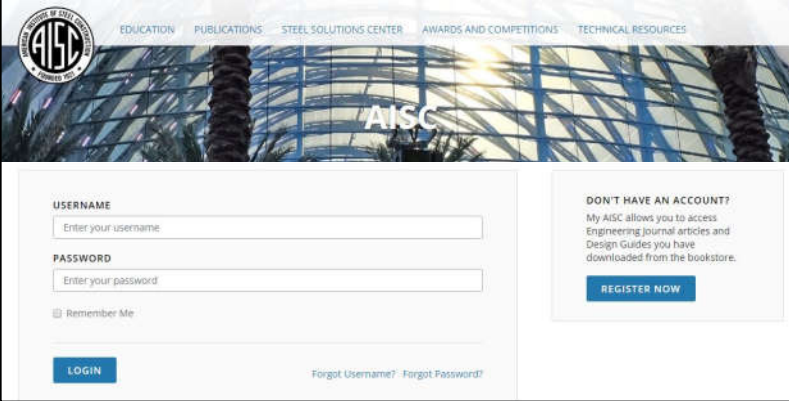 AMERICAN INSTITUTE OF STEEL CONSTRUCTION
AISC
FOUNDED 1921
EDUCATION PUBLICATIONS STEEL SOLUTIONS CENTER AWARDS AND COMPETITIONS TECHNICAL RESOURCES
AISC
USERNAME
Enter your username
PASSWORD
Enter your password
Remember Me
LOGIN
Forgot Username? Forgot Password?
DON'T HAVE AN ACCOUNT?
My AISC allows you to access
Engineering Journal articles and
Design Guides you have
downloaded from the bookstore.
REGISTER NOW